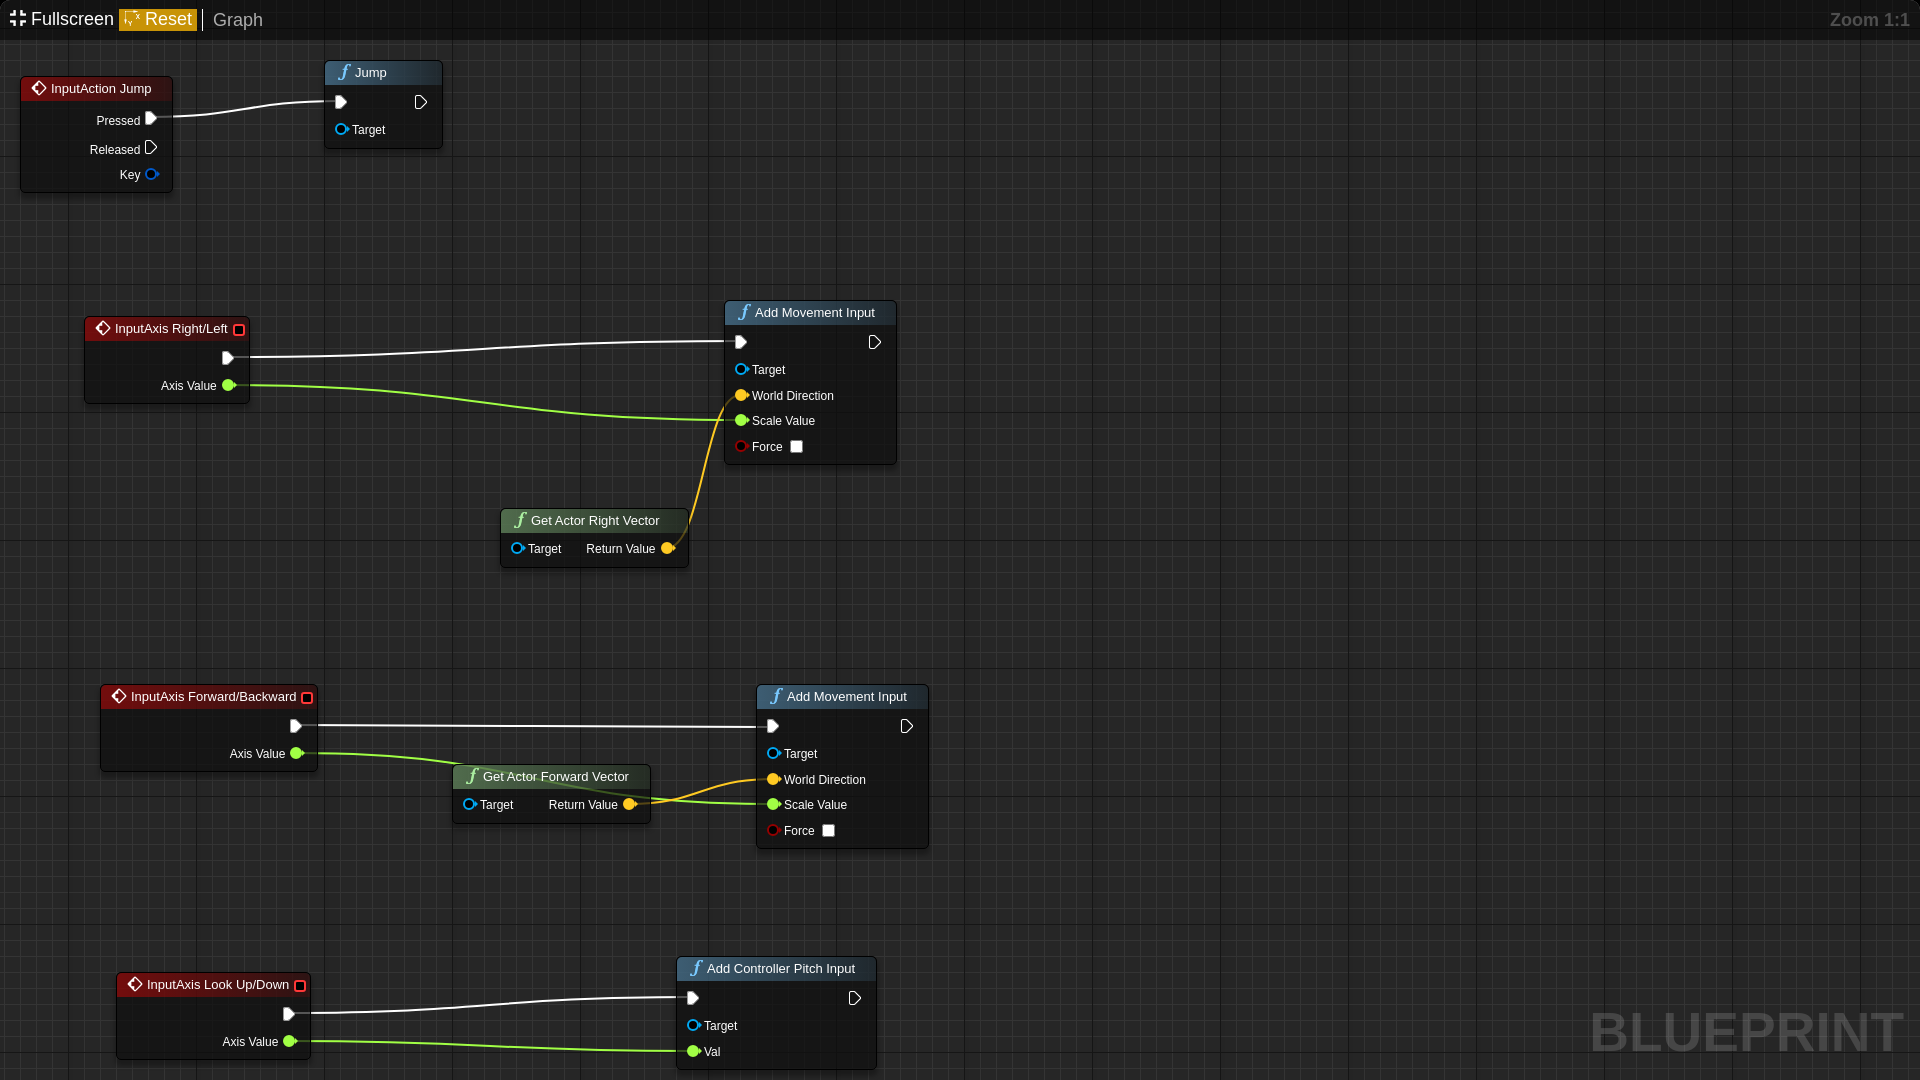 Fullscreen Reset Graph Zoom 1:1
InputAction Jump
Pressed
Released
Key
Jump
Target
InputAxis Right/Left
Axis Value
Add Movement Input
Target
World Direction
Scale Value
Force
Get Actor Right Vector
Target Return Value
InputAxis Forward/Backward
Axis Value
Get Actor Forward Vector
Target Return Value
Add Movement Input
Target
World Direction
Scale Value
Force
InputAxis Look Up/Down
Axis Value
Add Controller Pitch Input
Target
Val
BLUEPRINT